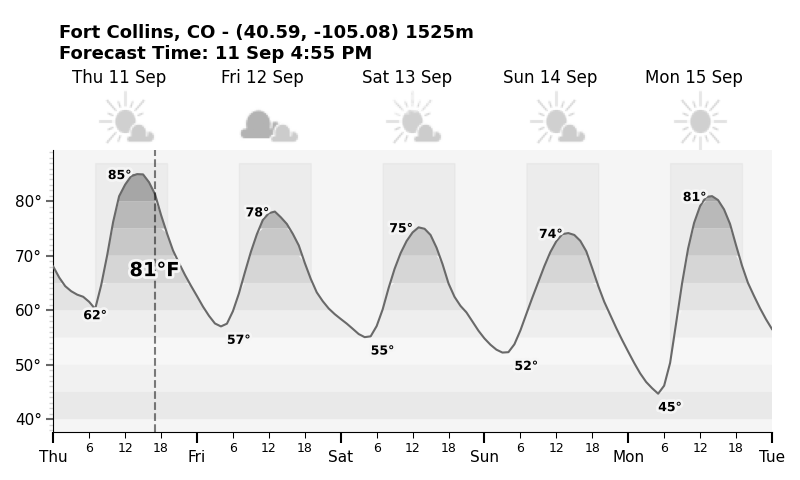 Fort Collins, CO - (40.59, -105.08) 1525m
Forecast Time: 11 Sep 4:55 PM
Thu 11 Sep Fri 12 Sep Sat 13 Sep Sun 14 Sep Mon 15 Sep
80°
70°
60°
50°
40°
85° 78° 75° 74° 81°
81°F
62° 57° 55° 52° 45°
6 12 18 6 12 18 6 12 18 6 12 18 6 12 18
Thu Fri Sat Sun Mon Tue